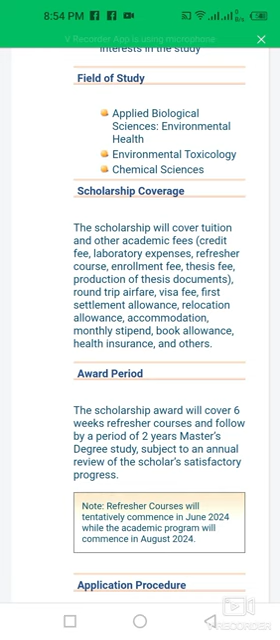 8:54 PM
V Recorder App is using microphone
interests in the study
Field of Study
Applied Biological
Sciences: Environmental
Health
Environmental Toxicology
Chemical Sciences
Scholarship Coverage
The scholarship will cover tuition
and other academic fees (credit
fee, laboratory expenses, refresher
course, enrollment fee, thesis fee,
production of thesis documents),
round trip airfare, visa fee, first
settlement allowance, relocation
allowance, accommodation,
monthly stipend, book allowance,
health insurance, and others.
Award Period
The scholarship award will cover 6
weeks refresher courses and follow
by a period of 2 years Master's
Degree study, subject to an annual
review of the scholar's satisfactory
progress.
Note: Refresher Courses will
tentatively commence in June 2024
while the academic program will
commence in August 2024.
Application Procedure